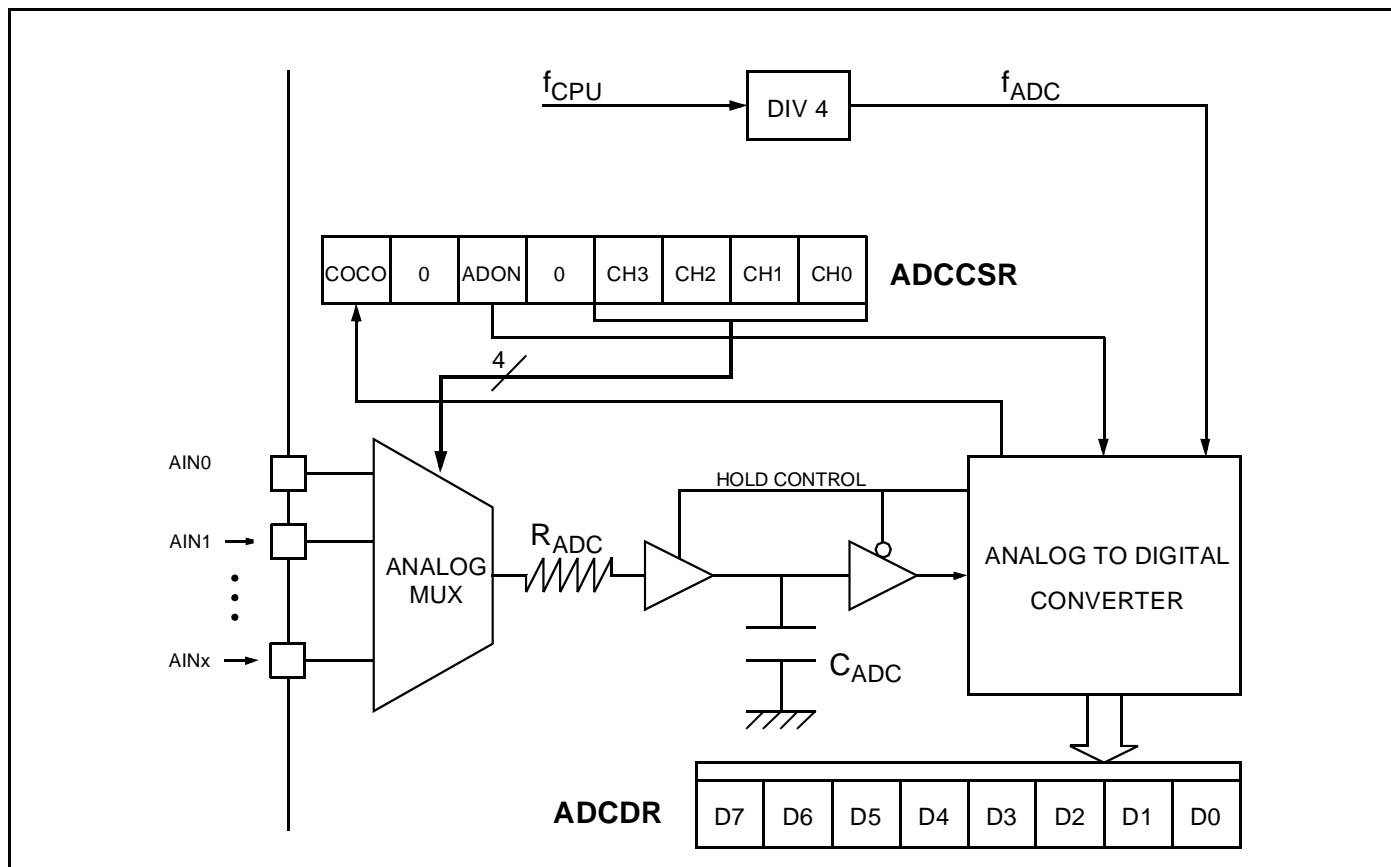 fCPU
DIV 4
fADC
COCO 0 ADON 0 CH3 CH2 CH1 CH0
ADCCSR
4
AIN0
AIN1
AINx
ANALOG
MUX
RADC
HOLD CONTROL
CADC
ANALOG TO DIGITAL
CONVERTER
ADCDR
D7 D6 D5 D4 D3 D2 D1 D0